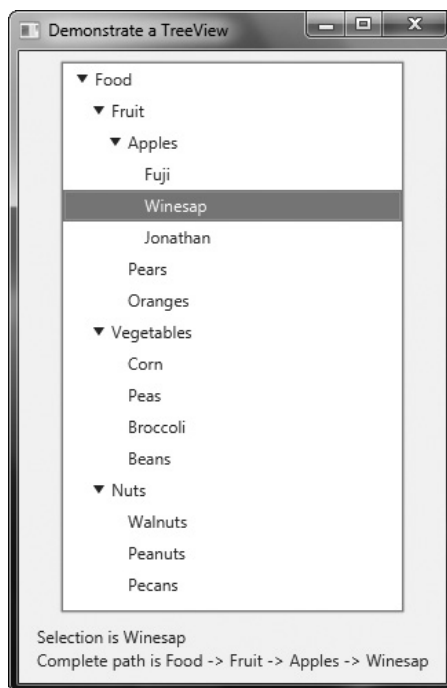 Demonstrate a TreeView
Food
Fruit
Apples
Fuji
Winesap
Jonathan
Pears
Oranges
Vegetables
Corn
Peas
Broccoli
Beans
Nuts
Walnuts
Peanuts
Pecans
Selection is Winesap
Complete path is Food -> Fruit -> Apples -> Winesap